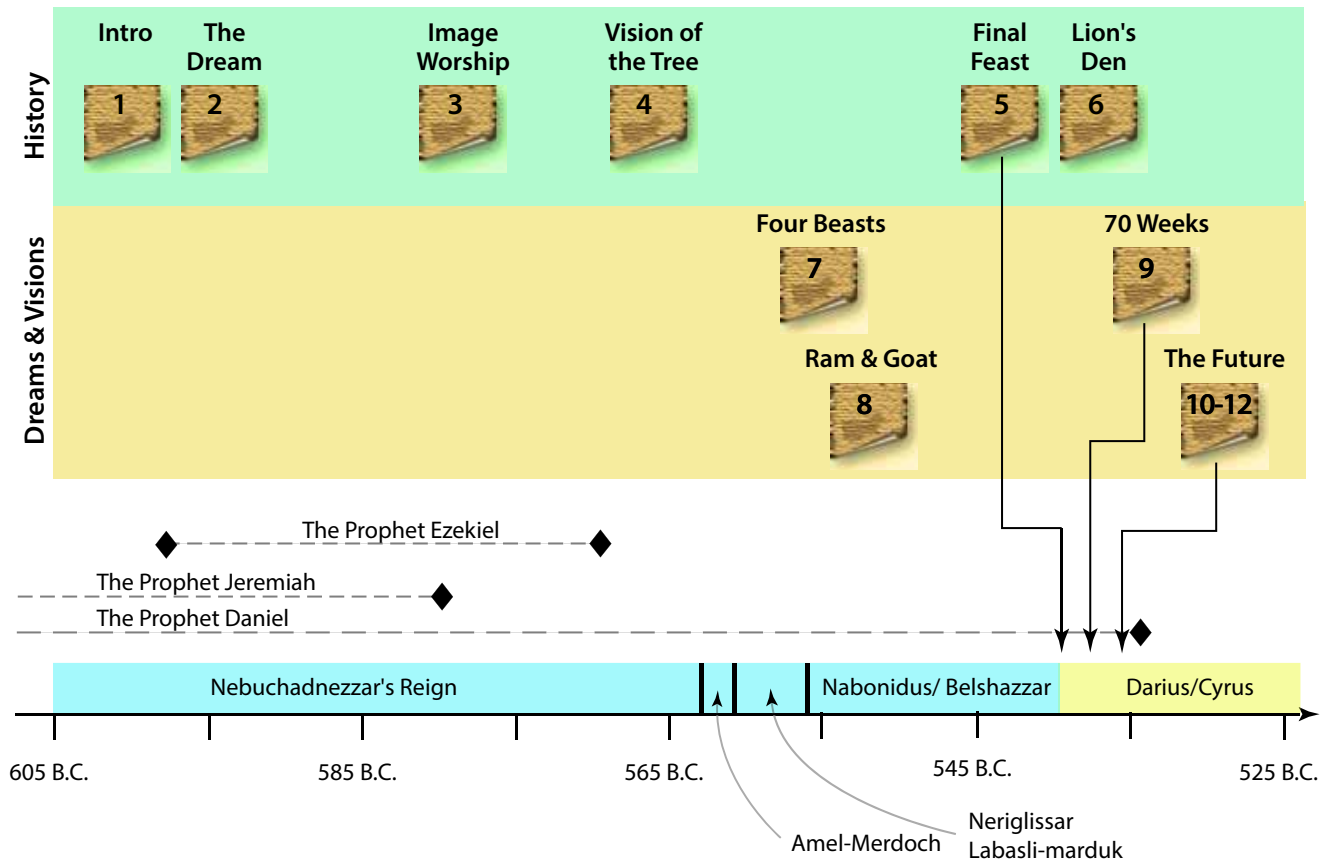 History
Intro
The
Dream
Image
Worship
Vision of
the Tree
Final
Feast
Lion's
Den
1
2
3
4
5
6
Dreams & Visions
Four Beasts
70 Weeks
7
9
Ram & Goat
The Future
8
10-12
The Prophet Ezekiel
The Prophet Jeremiah
The Prophet Daniel
Nebuchadnezzar's Reign
Nabonidus/ Belshazzar
Darius/Cyrus
605 B.C.
585 B.C.
565 B.C.
545 B.C.
525 B.C.
Amel-Merdoch
Neriglissar
Labasli-marduk